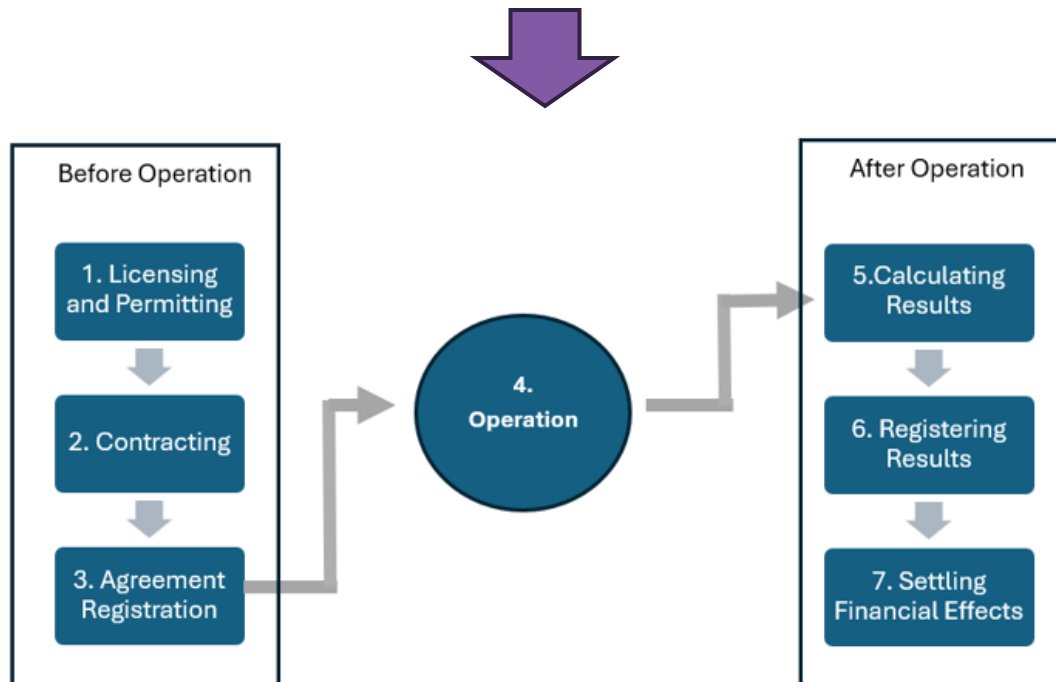 Before Operation
1. Licensing
and Permitting
2. Contracting
3. Agreement
Registration
4.
Operation
After Operation
5.Calculating
Results
6. Registering
Results
7. Settling
Financial Effects